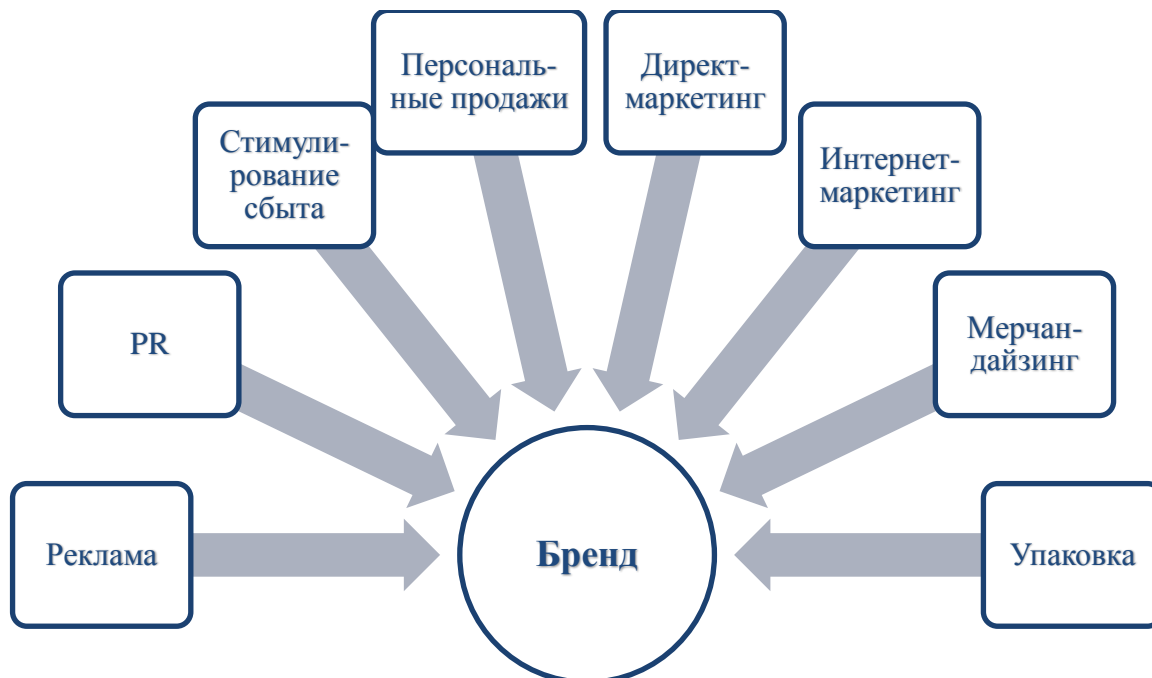 Персональ-
ные продажи
Директ-
маркетинг
Стимули-
рование
сбыта
Интернет-
маркетинг
PR
Мерчан-
дайзинг
Реклама
Бренд
Упаковка